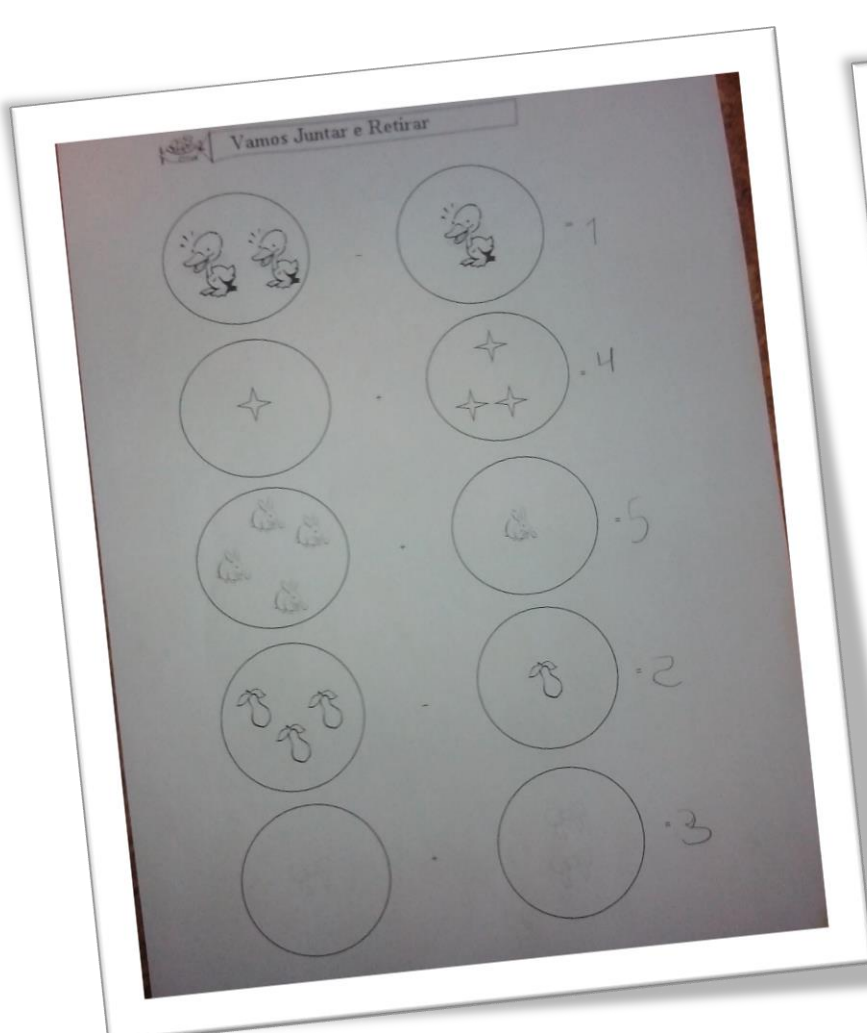 Vamos Juntar e Retirar
- = 1
+ = 4
+ = 5
- = 2
+ = 3